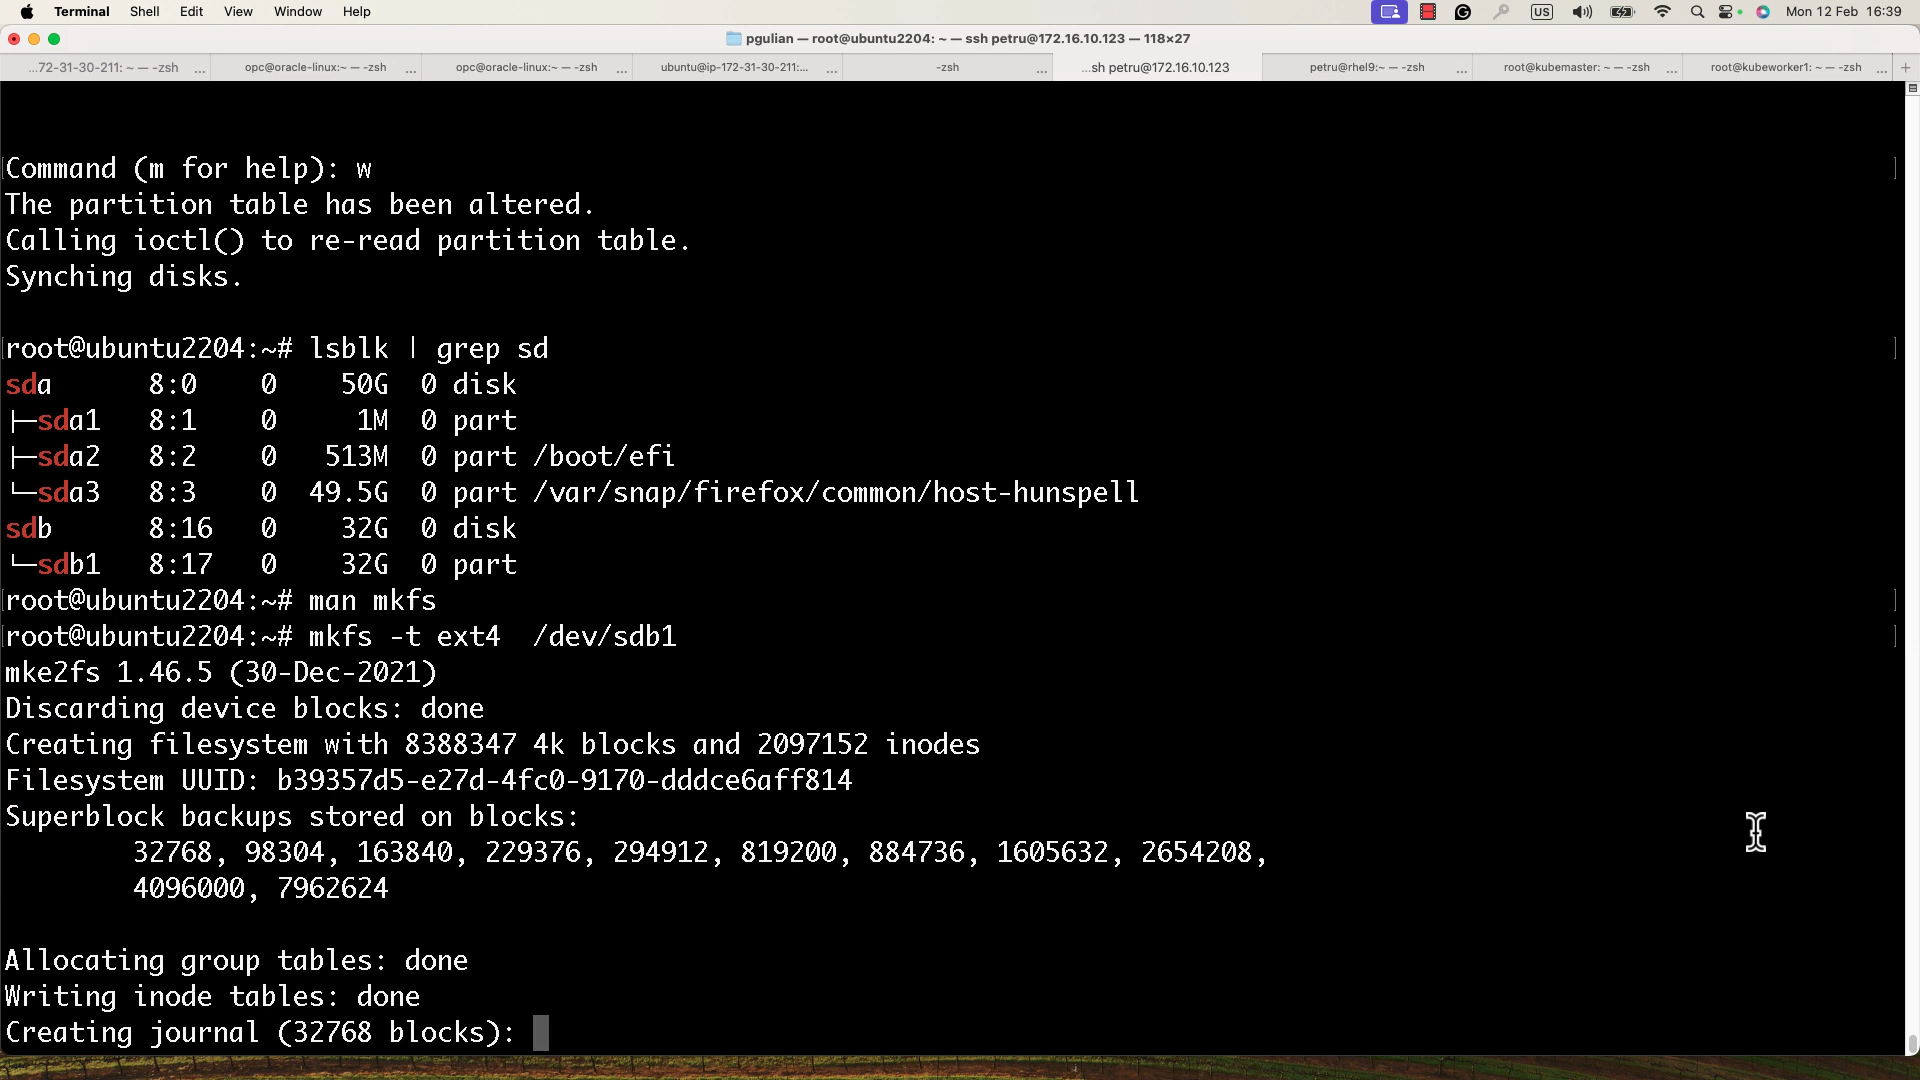 Terminal Shell Edit View Window Help US Mon 12 Feb 16:39
pgulian — root@ubuntu2204: ~ — ssh petru@172.16.10.123 — 118×27
...72-31-30-211: ~ — -zsh ... opc@oracle-linux:~ — -zsh ... opc@oracle-linux:~ — -zsh ... ubuntu@ip-172-31-30-211:... ... -zsh ... ...sh petru@172.16.10.123 petru@rhel9:~ — -zsh ... root@kubemaster: ~ — -zsh ... root@kubeworker1: ~ — -zsh ... +
[Command (m for help): w ]
The partition table has been altered.
Calling ioctl() to re-read partition table.
Synching disks.
[root@ubuntu2204:~# lsblk | grep sd ]
sda 8:0 0 50G 0 disk
├─sda1 8:1 0 1M 0 part
├─sda2 8:2 0 513M 0 part /boot/efi
└─sda3 8:3 0 49.5G 0 part /var/snap/firefox/common/host-hunspell
sdb 8:16 0 32G 0 disk
└─sdb1 8:17 0 32G 0 part
[root@ubuntu2204:~# man mkfs ]
[root@ubuntu2204:~# mkfs -t ext4  /dev/sdb1 ]
mke2fs 1.46.5 (30-Dec-2021)
Discarding device blocks: done
Creating filesystem with 8388347 4k blocks and 2097152 inodes
Filesystem UUID: b39357d5-e27d-4fc0-9170-dddce6aff814
Superblock backups stored on blocks:
32768, 98304, 163840, 229376, 294912, 819200, 884736, 1605632, 2654208,
4096000, 7962624
Allocating group tables: done
Writing inode tables: done
Creating journal (32768 blocks):